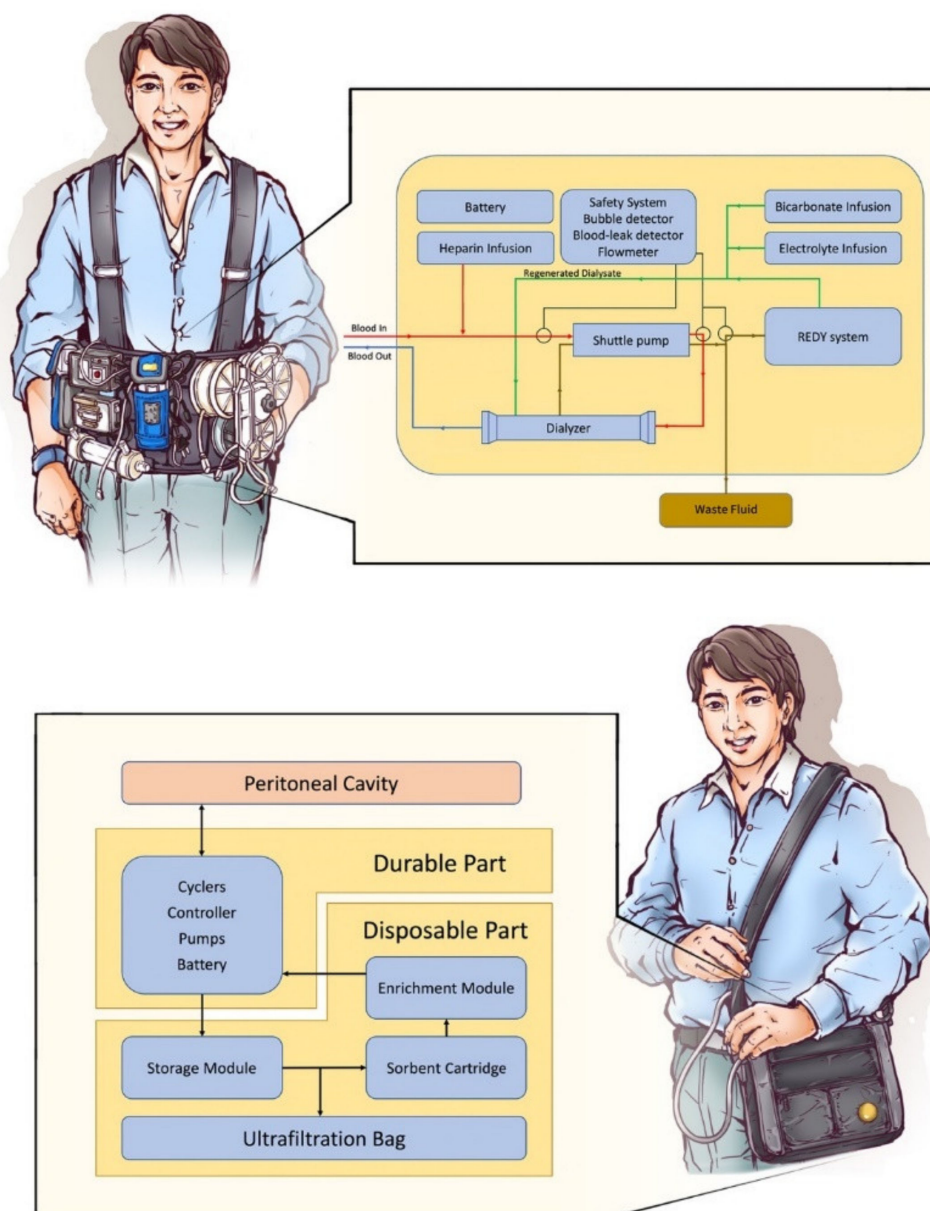 Battery
Safety System
Bubble detector
Blood-leak detector
Flowmeter
Bicarbonate Infusion
Heparin Infusion
Electrolyte Infusion
Regenerated Dialysate
Blood In
Shuttle pump
REDY system
Blood Out
Dialyzer
Waste Fluid
Peritoneal Cavity
Durable Part
Cyclers
Controller
Pumps
Battery
Disposable Part
Enrichment Module
Storage Module
Sorbent Cartridge
Ultrafiltration Bag